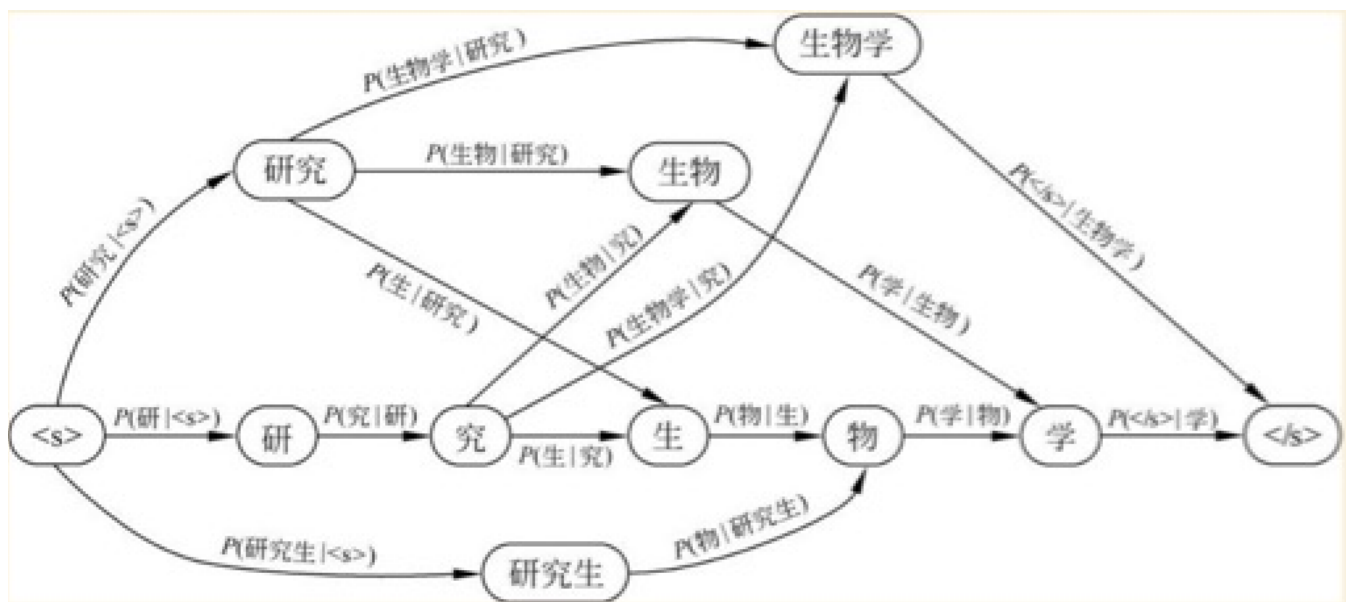 生物学
P(生物学|研究)
研究
P(生物|研究)
生物
P(</s>|生物学)
P(研究|<s>)
P(生|研究)
P(生物|究)
P(生物学|究)
P(学|生物)
<s>
P(研|<s>)
研
P(究|研)
究
P(生|究)
生
P(物|生)
物
P(学|物)
学
P(</s>|学)
</s>
P(研究生|<s>)
研究生
P(物|研究生)